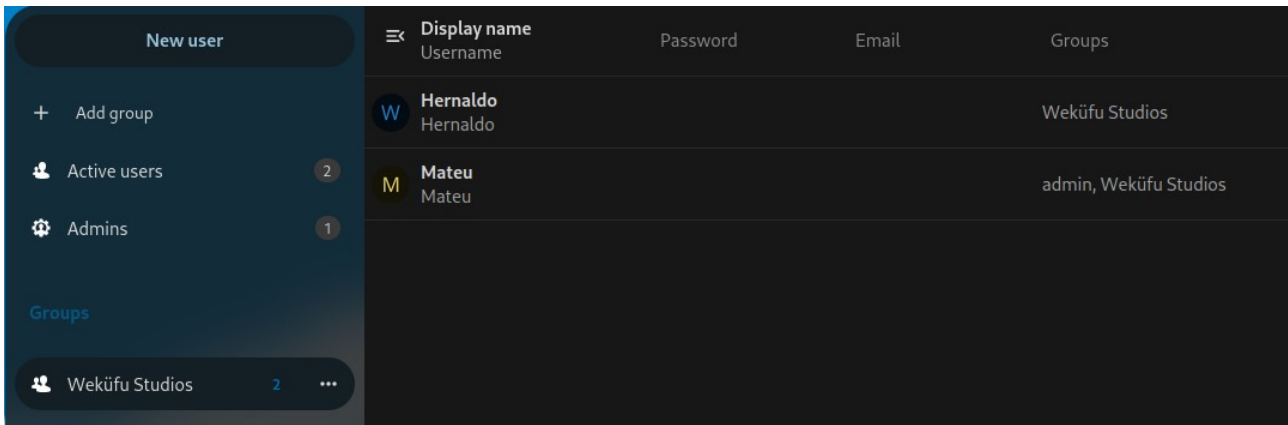 New user
Add group
Active users 2
Admins 1
Groups
Weküfu Studios 2 •••
Display name
Username
Password
Email
Groups
W
Hernaldo
Hernaldo
Weküfu Studios
M
Mateu
Mateu
admin, Weküfu Studios